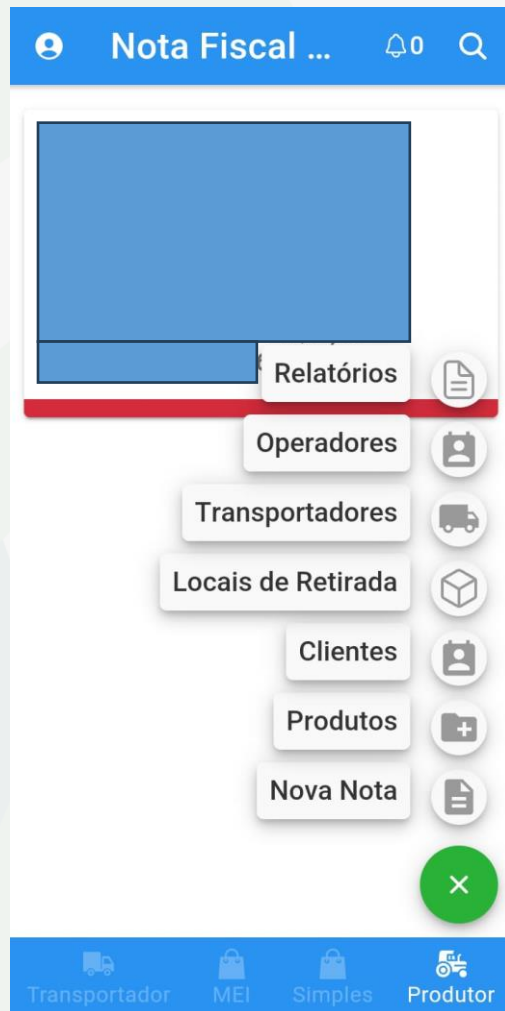 Nota Fiscal ...
0
Relatórios
Operadores
Transportadores
Locais de Retirada
Clientes
Produtos
Nova Nota
Transportador MEI Simples Produtor